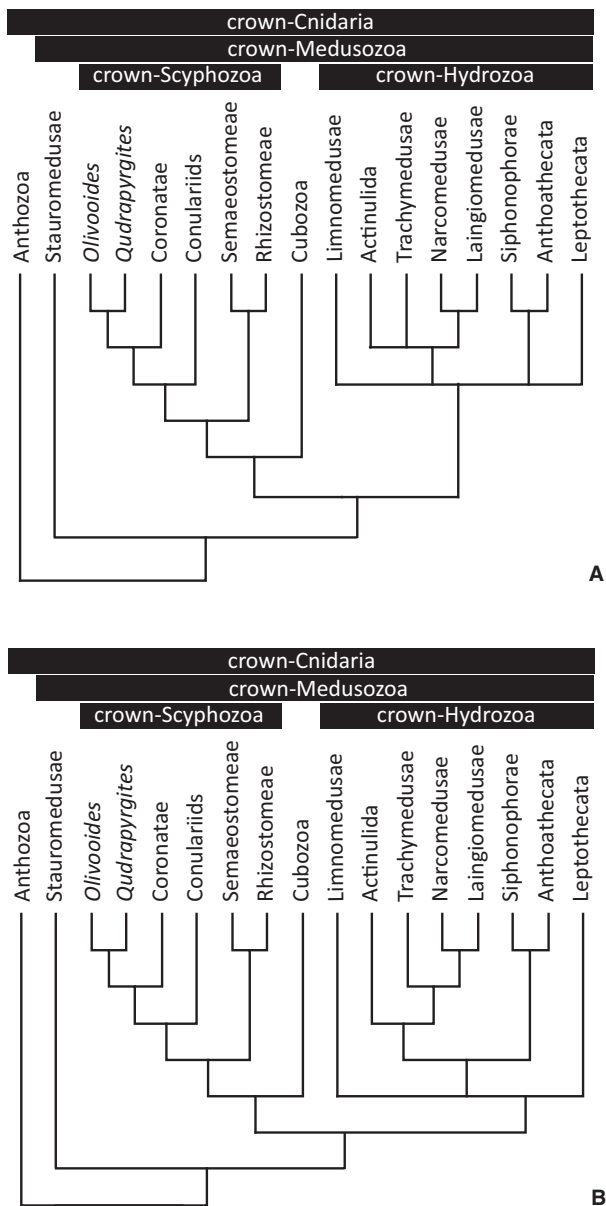 crown-Cnidaria
crown-Medusozoa
crown-Scyphozoa
crown-Hydrozoa
Anthozoa
Stauromedusae
Olivooides
Qudrapyrgites
Coronatae
Conulariids
Semaeostomeae
Rhizostomeae
Cubozoa
Limnomedusae
Actinulida
Trachymedusae
Narcomedusae
Laingiomedusae
Siphonophorae
Anthoathecata
Leptothecata
A
crown-Cnidaria
crown-Medusozoa
crown-Scyphozoa
crown-Hydrozoa
Anthozoa
Stauromedusae
Olivooides
Qudrapyrgites
Coronatae
Conulariids
Semaeostomeae
Rhizostomeae
Cubozoa
Limnomedusae
Actinulida
Trachymedusae
Narcomedusae
Laingiomedusae
Siphonophorae
Anthoathecata
Leptothecata
B